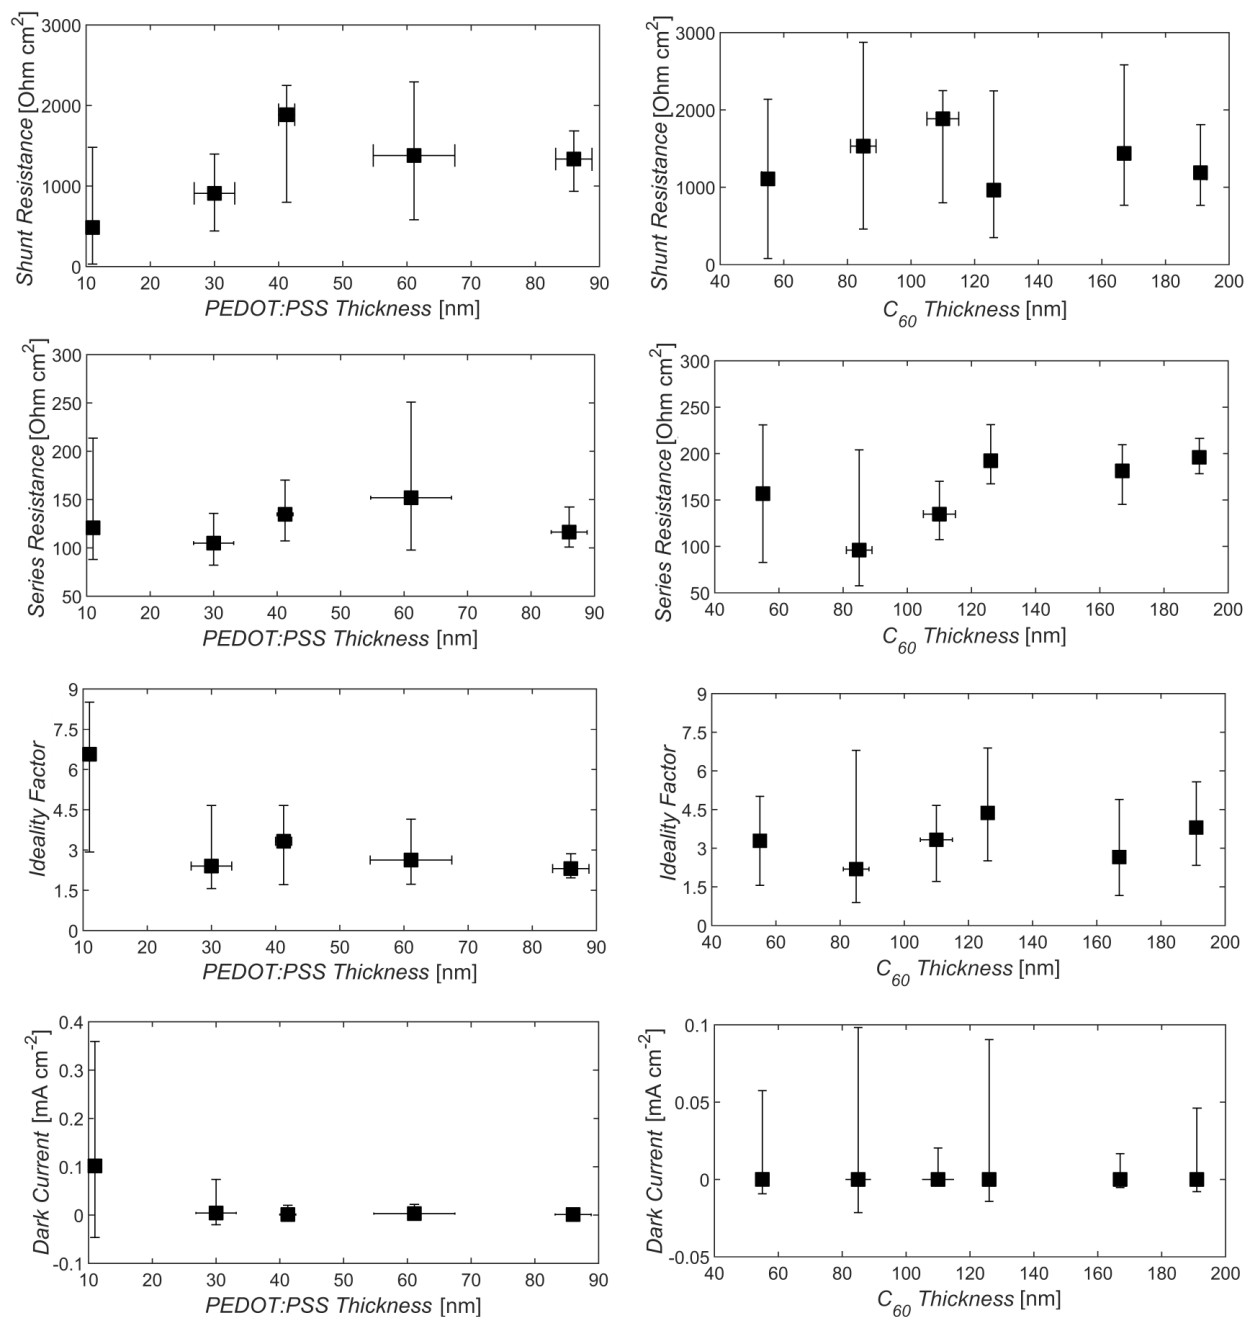 Shunt Resistance [Ohm cm²]
3000
2000
1000
0
10 20 30 40 50 60 70 80 90
PEDOT:PSS Thickness [nm]
Shunt Resistance [Ohm cm²]
3000
2000
1000
0
40 60 80 100 120 140 160 180 200
C₆₀ Thickness [nm]
Series Resistance [Ohm cm²]
300
250
200
150
100
50
10 20 30 40 50 60 70 80 90
PEDOT:PSS Thickness [nm]
Series Resistance [Ohm cm²]
300
250
200
150
100
50
40 60 80 100 120 140 160 180 200
C₆₀ Thickness [nm]
Ideality Factor
9
7.5
6
4.5
3
1.5
0
10 20 30 40 50 60 70 80 90
PEDOT:PSS Thickness [nm]
Ideality Factor
9
7.5
6
4.5
3
1.5
0
40 60 80 100 120 140 160 180 200
C₆₀ Thickness [nm]
Dark Current [mA cm⁻²]
0.4
0.3
0.2
0.1
0
-0.1
10 20 30 40 50 60 70 80 90
PEDOT:PSS Thickness [nm]
Dark Current [mA cm⁻²]
0.1
0.05
0
-0.05
40 60 80 100 120 140 160 180 200
C₆₀ Thickness [nm]